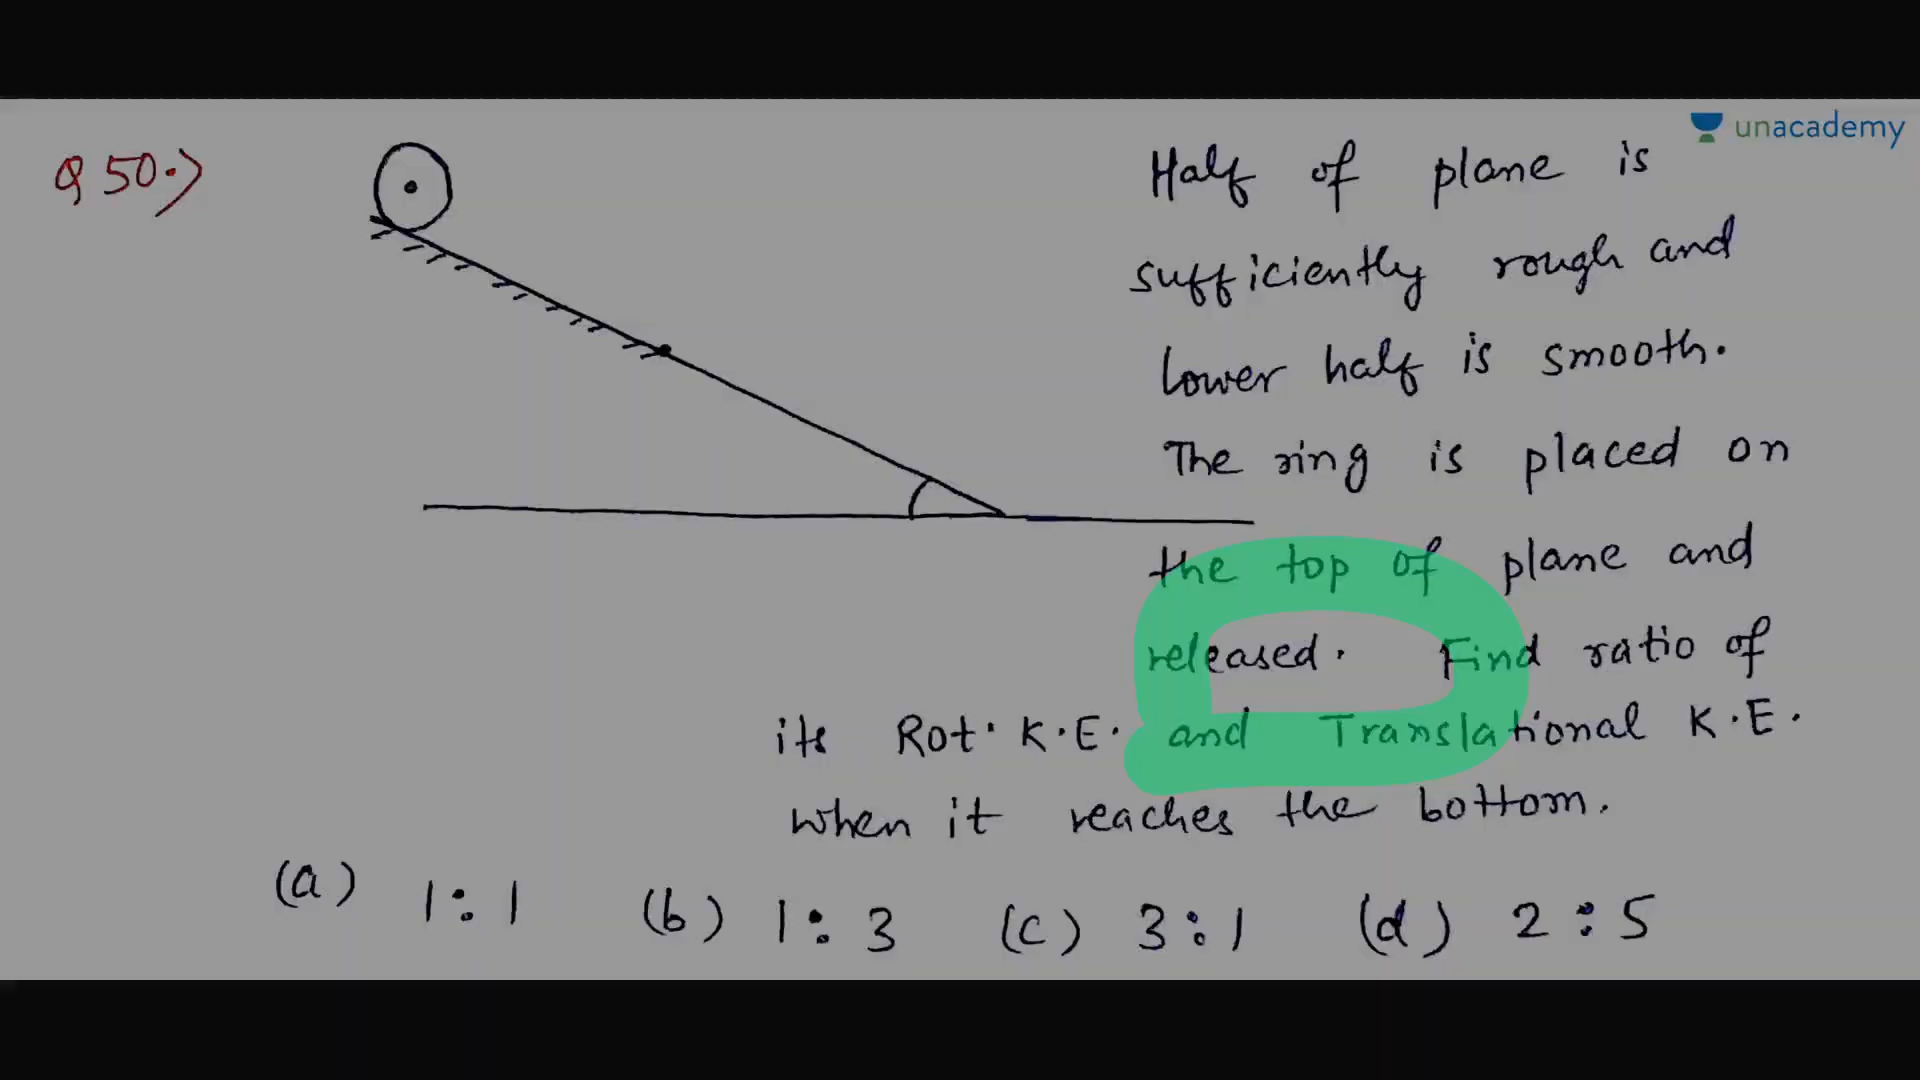 unacademy
Q 50.)
Half of plane is
sufficiently rough and
lower half is smooth.
The ring is placed on
the top of plane and
released. Find ratio of
its Rot. K.E. and Translational K.E.
when it reaches the bottom.
(a) 1:1 (b) 1:3 (c) 3:1 (d) 2:5